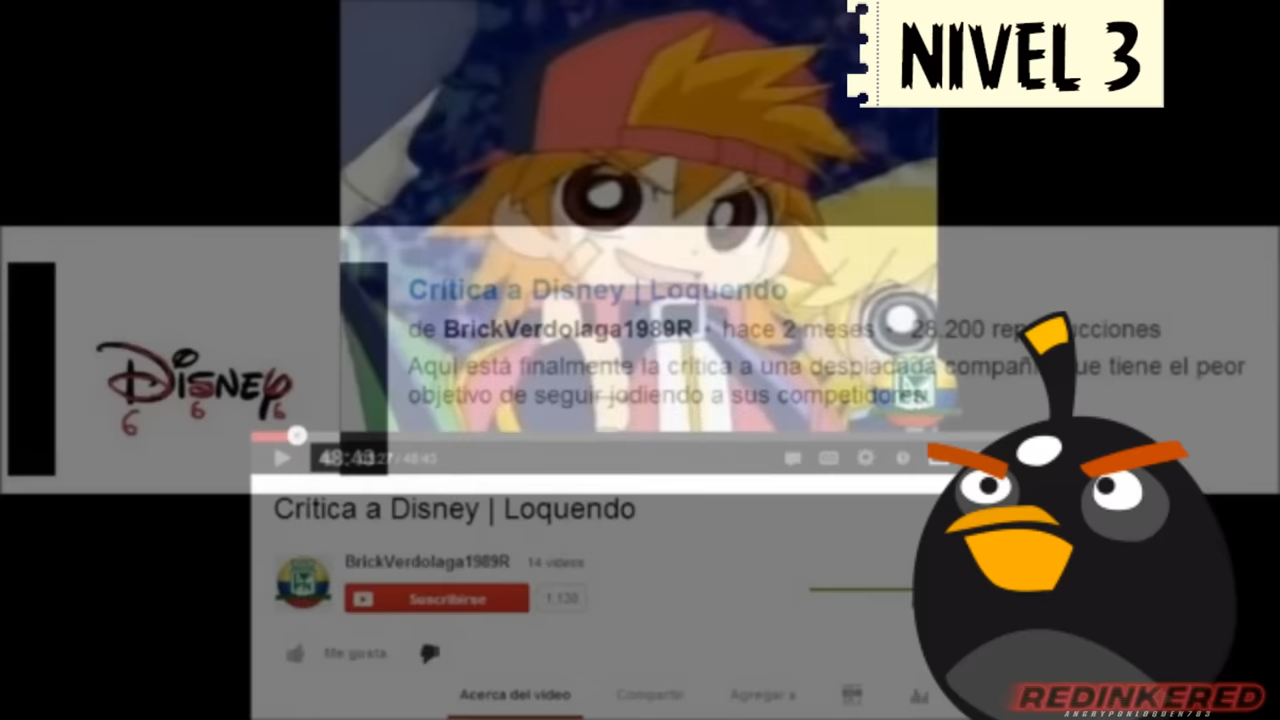 NIVEL 3
Crítica a Disney | Loquendo
de BrickVerdolaga1989R · hace 2 meses · 28.200
Aquí está finalmente la crítica a una despiadada que tiene el peor
objetivo de seguir jodiendo a sus competidores
DISNEY
6 6 6
48:43 / 48:43
Crítica a Disney | Loquendo
BrickVerdolaga1989R 14 videos
Suscribirse 1.130
Me gusta
Acerca del video Compartir Agregar a
REDINKERED